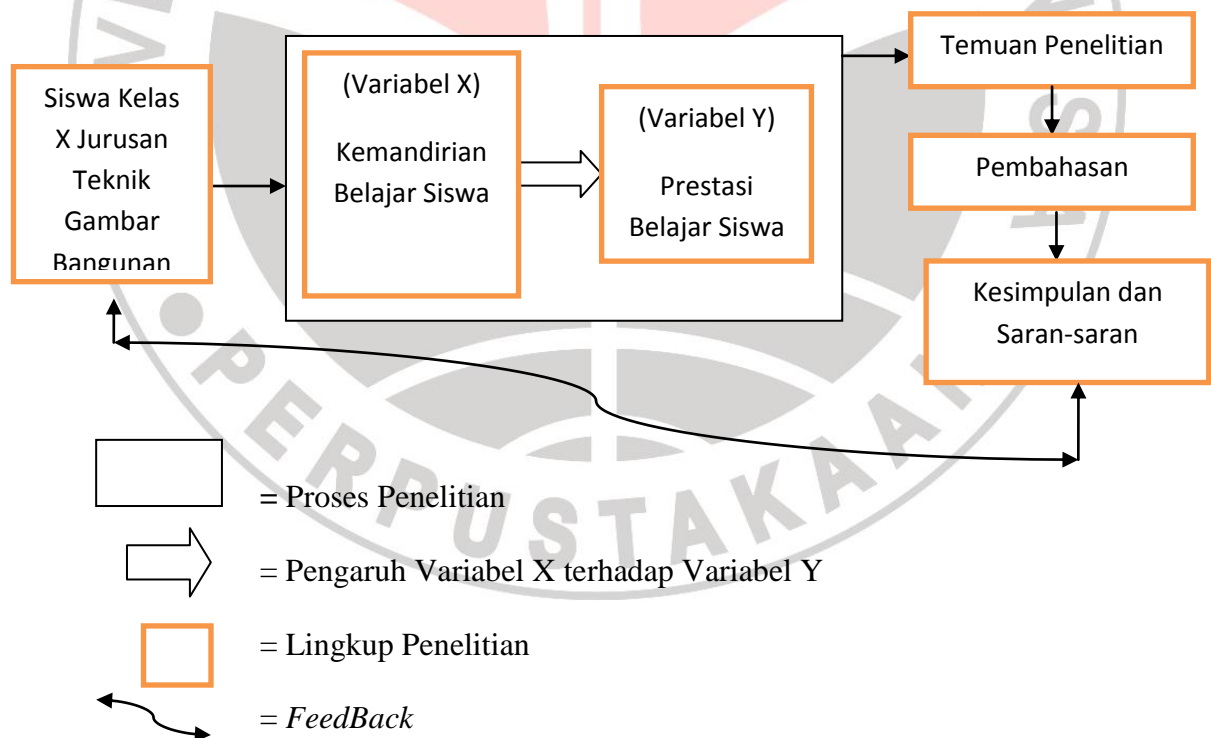 Siswa Kelas
X Jurusan
Teknik
Gambar
Bangunan
(Variabel X)
Kemandirian
Belajar Siswa
(Variabel Y)
Prestasi
Belajar Siswa
Temuan Penelitian
Pembahasan
Kesimpulan dan
Saran-saran
= Proses Penelitian
= Pengaruh Variabel X terhadap Variabel Y
= Lingkup Penelitian
= FeedBack
PERPUSTAKAAN